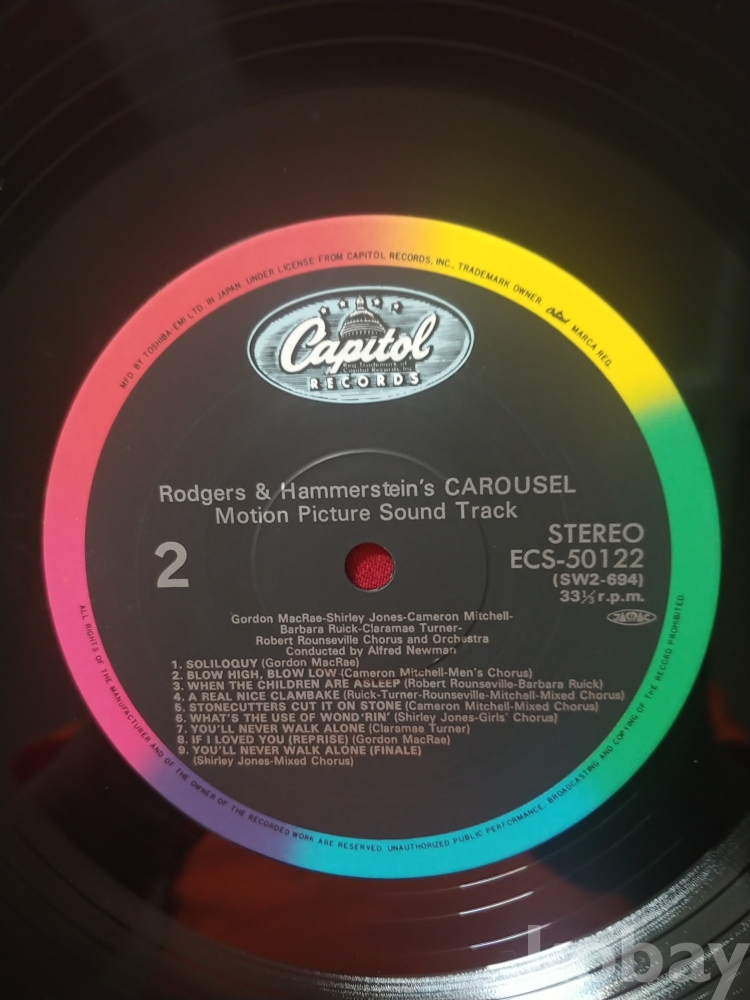 MFD. BY TOSHIBA-EMI LTD. IN JAPAN. UNDER LICENSE FROM CAPITOL RECORDS, INC., TRADEMARK OWNER. Capitol MARCA REG.
Capitol
Reg. Trademark of
Capitol Records, Inc.
RECORDS
Rodgers & Hammerstein's CAROUSEL
Motion Picture Sound Track
2
STEREO
ECS-50122
(SW2-694)
33⅓ r.p.m.
JASRAC
Gordon MacRae-Shirley Jones-Cameron Mitchell-
Barbara Ruick-Claramae Turner-
Robert Rounseville Chorus and Orchestra
Conducted by Alfred Newman
1. SOLILOQUY (Gordon MacRae)
2. BLOW HIGH, BLOW LOW (Cameron Mitchell-Men's Chorus)
3. WHEN THE CHILDREN ARE ASLEEP (Robert Rounseville-Barbara Ruick)
4. A REAL NICE CLAMBAKE (Ruick-Turner-Rounseville-Mitchell-Mixed Chorus)
5. STONECUTTERS CUT IT ON STONE (Cameron Mitchell-Mixed Chorus)
6. WHAT'S THE USE OF WOND'RIN' (Shirley Jones-Girls' Chorus)
7. YOU'LL NEVER WALK ALONE (Claramae Turner)
8. IF I LOVED YOU (REPRISE) (Gordon MacRae)
9. YOU'LL NEVER WALK ALONE (FINALE)
(Shirley Jones-Mixed Chorus)
ALL RIGHTS OF THE MANUFACTURER AND OF THE OWNER OF THE RECORDED WORK ARE RESERVED. UNAUTHORIZED PUBLIC PERFORMANCE, BROADCASTING AND COPYING OF THE RECORD PROHIBITED.
kobay